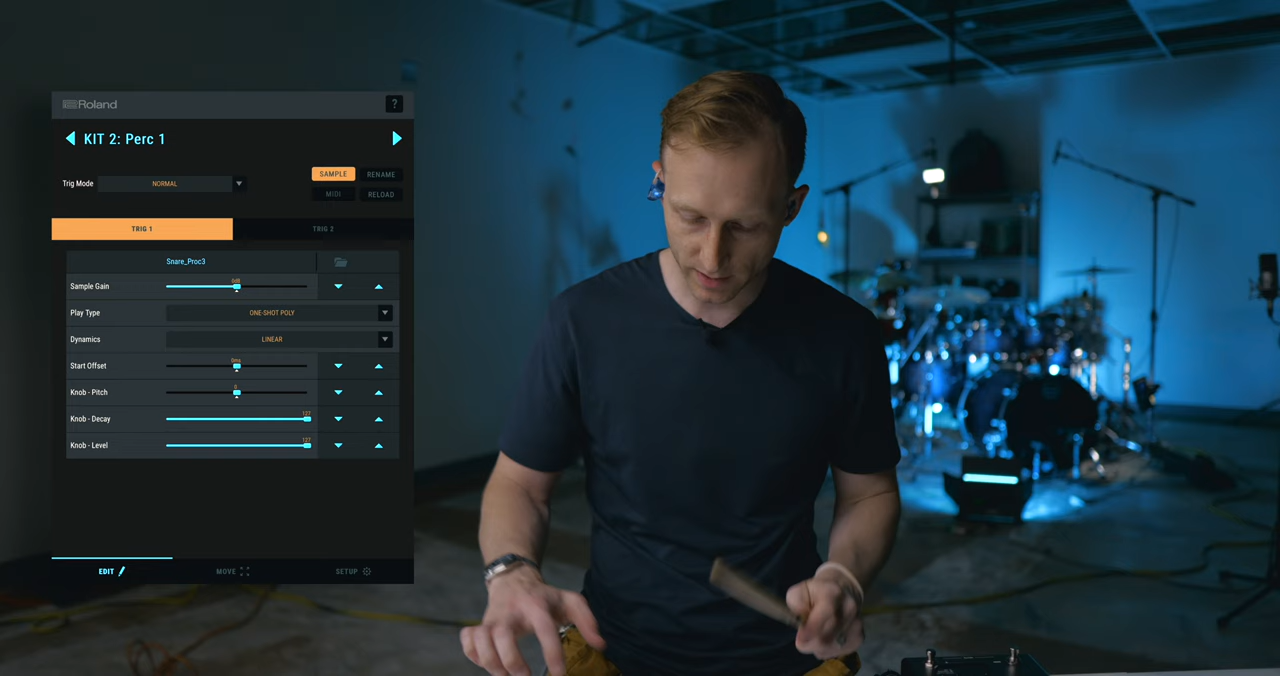 Roland
?
KIT 2: Perc 1
Trig Mode
NORMAL
SAMPLE
RENAME
MIDI
RELOAD
TRIG 1
TRIG 2
Snare_Proc3
Sample Gain
0dB
Play Type
ONE-SHOT POLY
Dynamics
LINEAR
Start Offset
0ms
Knob - Pitch
0
Knob - Decay
127
Knob - Level
127
EDIT
MOVE
SETUP